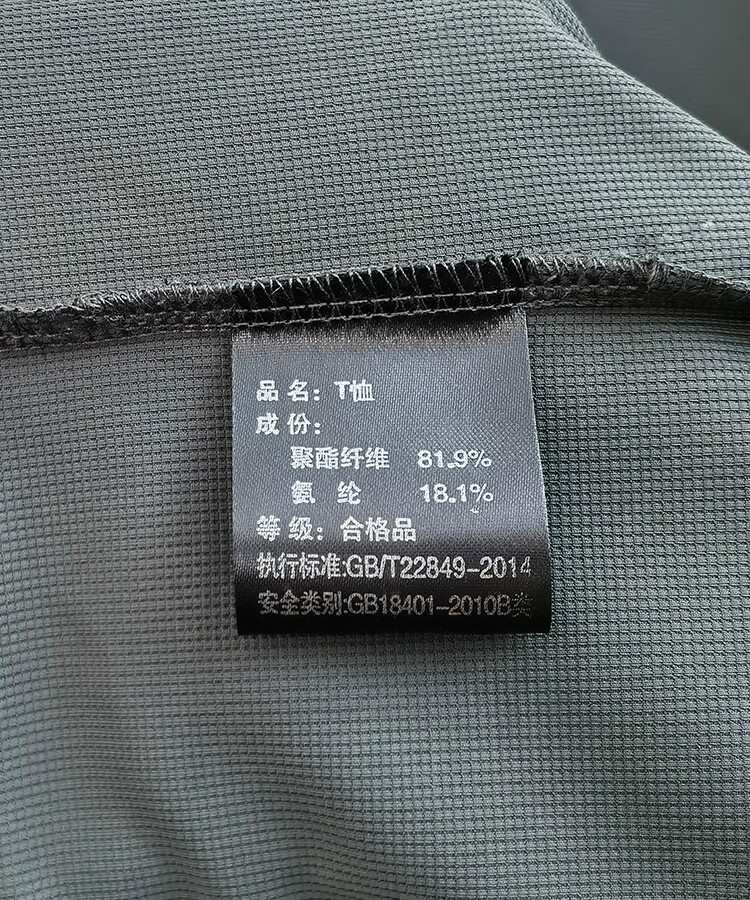 品名：T恤
成份：
聚酯纤维 81.9%
氨纶 18.1%
等级：合格品
执行标准:GB/T22849-2014
安全类别:GB18401-2010B类